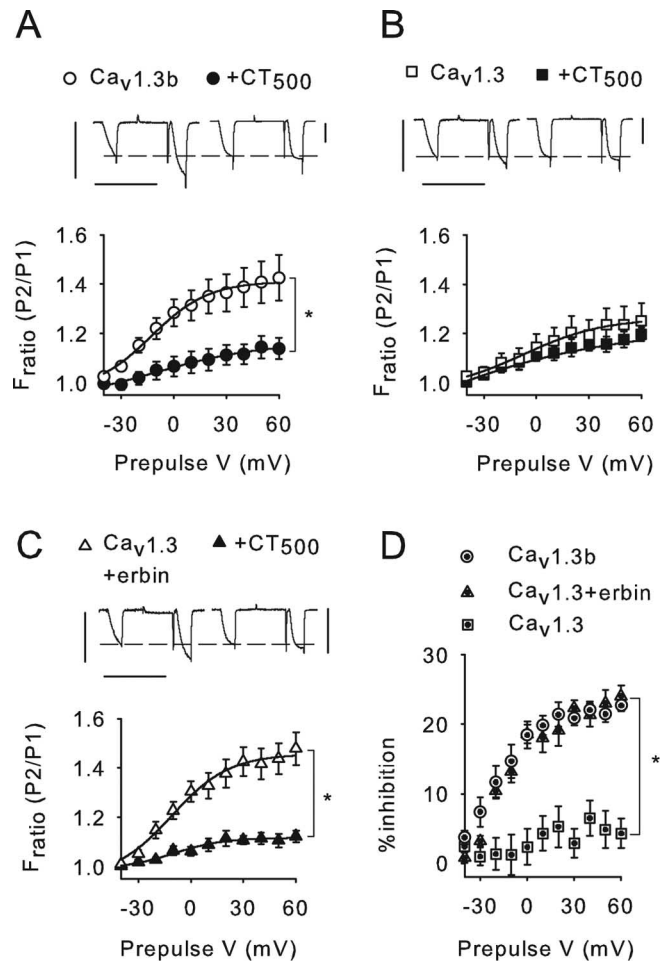 A
○ Cav1.3b ● +CT500
Fratio (P2/P1)
1.6
1.4
1.2
1.0
-30 0 30 60
Prepulse V (mV)
B
□ Cav1.3 ■ +CT500
Fratio (P2/P1)
1.6
1.4
1.2
1.0
-30 0 30 60
Prepulse V (mV)
*
C
△ Cav1.3 ▲ +CT500
+erbin
Fratio (P2/P1)
1.6
1.4
1.2
1.0
-30 0 30 60
Prepulse V (mV)
*
D
Cav1.3b
Cav1.3+erbin
Cav1.3
% inhibition
30
20
10
0
-30 0 30 60
Prepulse V (mV)
*